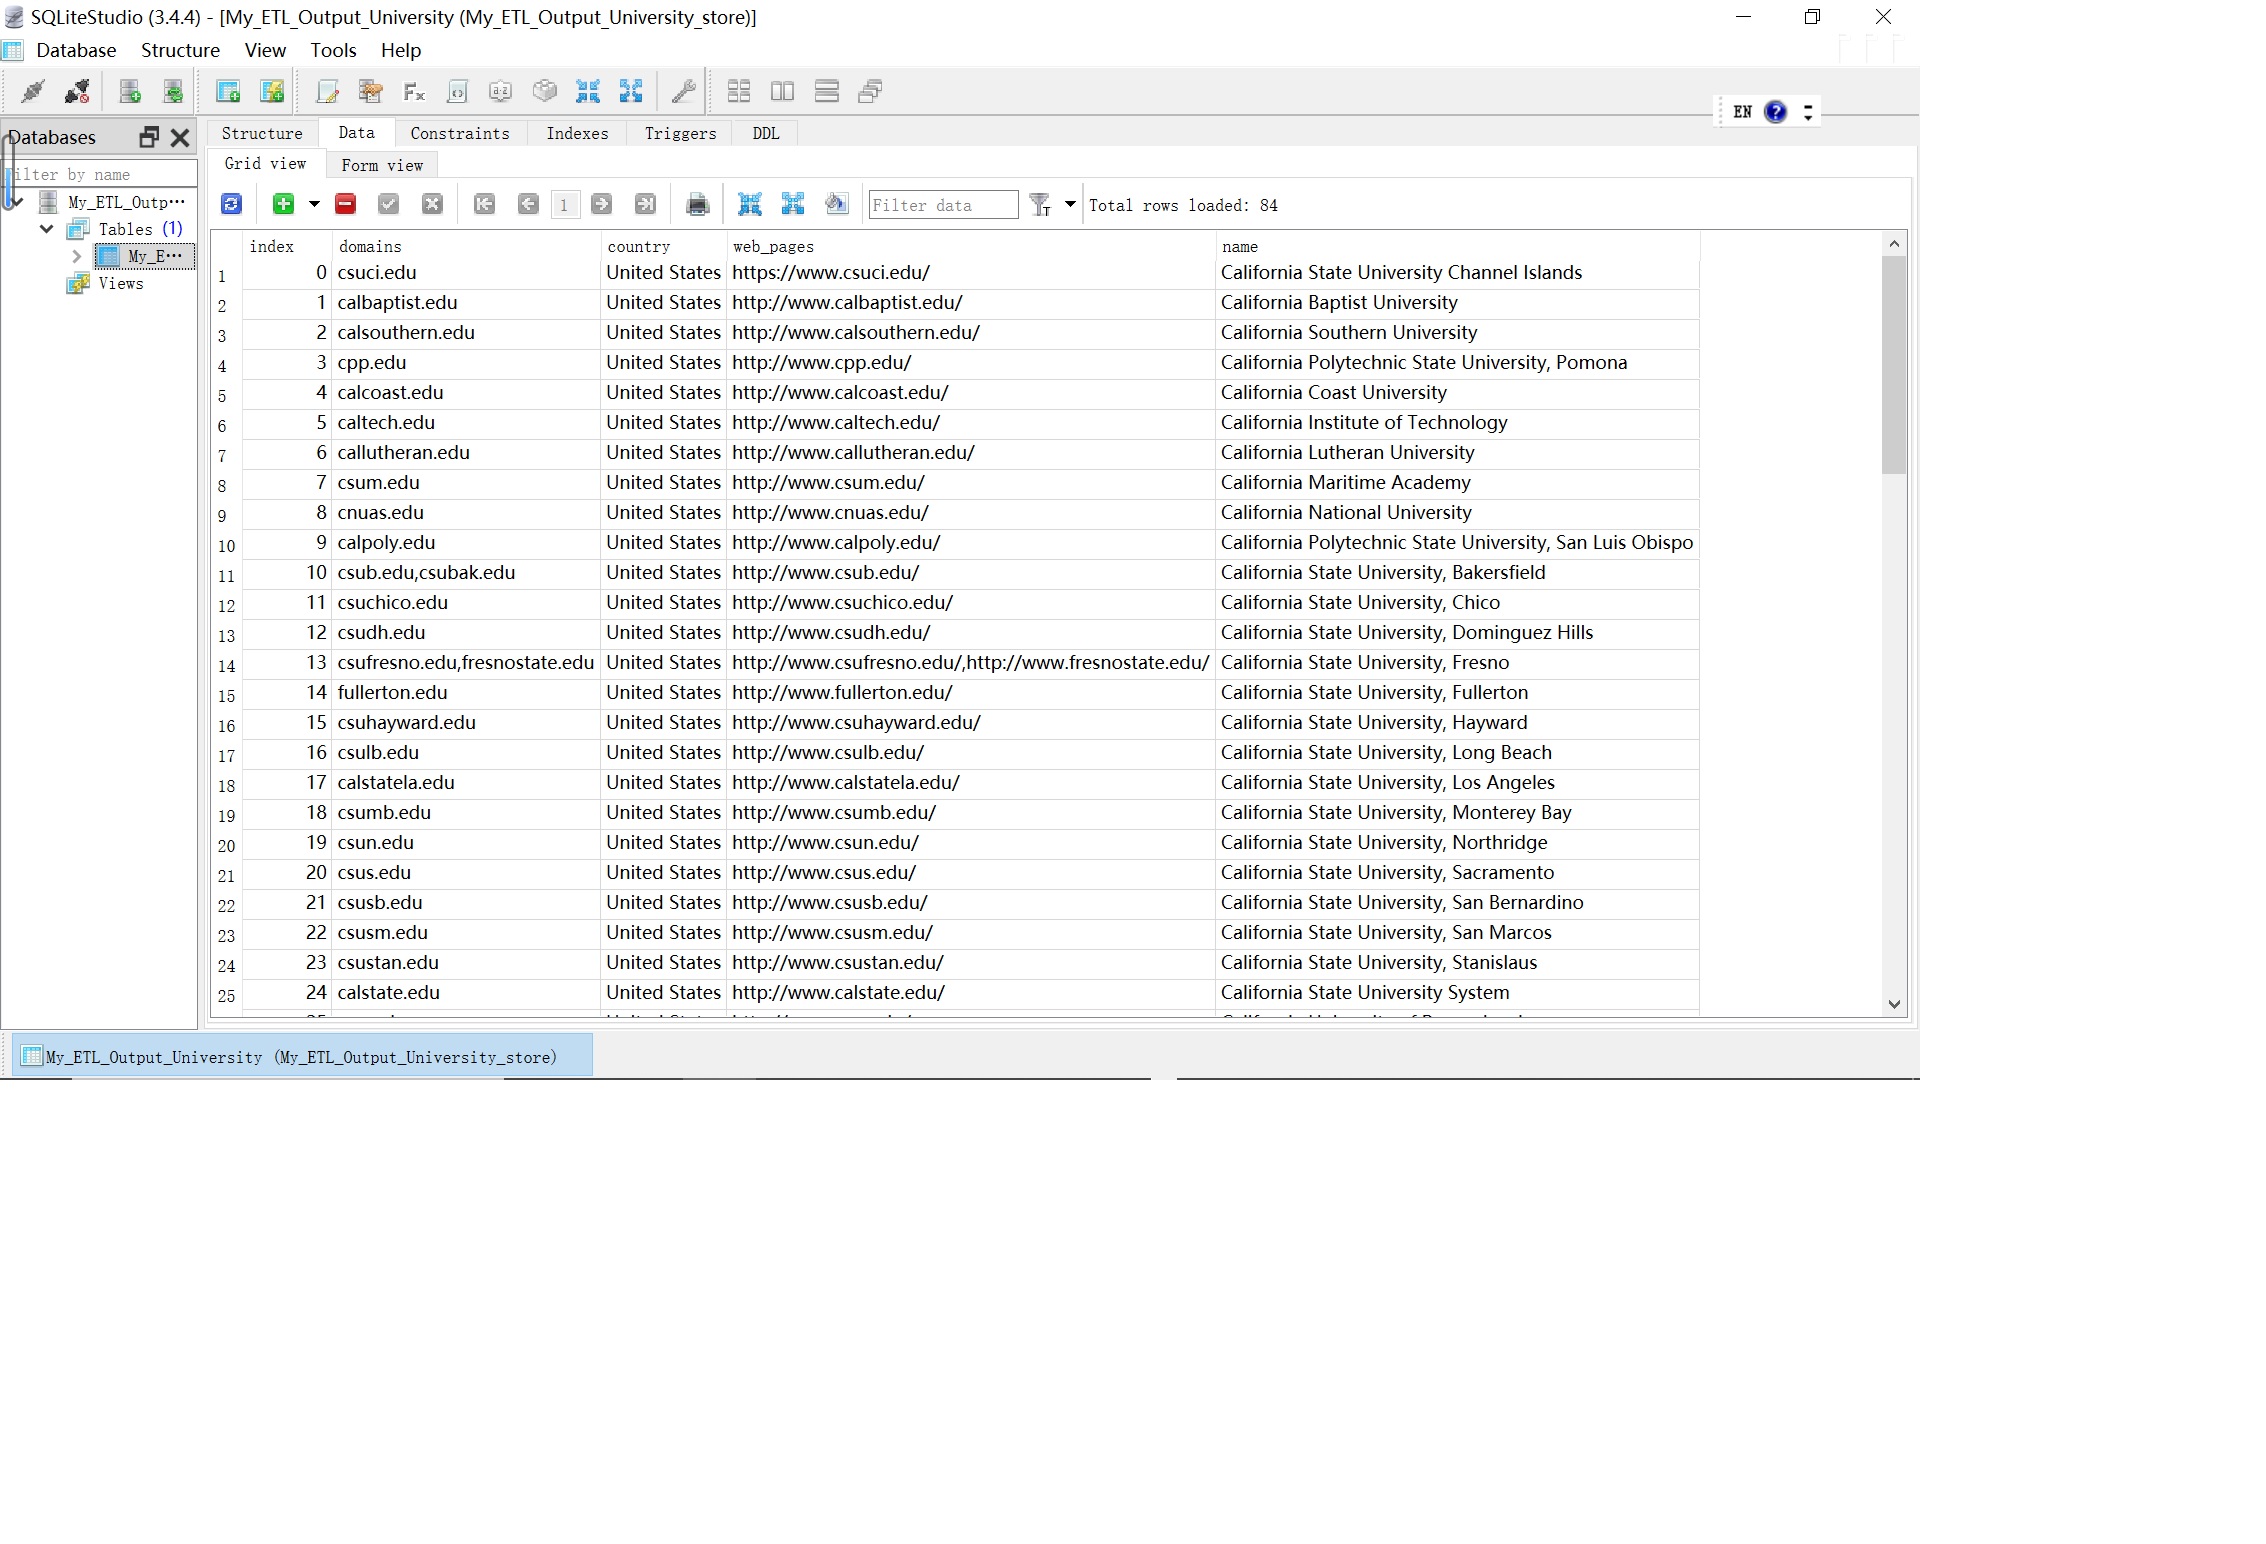 SQLiteStudio (3.4.4) - [My_ETL_Output_University (My_ETL_Output_University_store)]
Database Structure View Tools Help
EN
Databases
ilter by name
My_ETL_Outp...
Tables (1)
My_E...
Views
Structure Data Constraints Indexes Triggers DDL
Grid view Form view
1 Filter data Total rows loaded: 84
index domains country web_pages name
1 0 csuci.edu United States https://www.csuci.edu/ California State University Channel Islands
2 1 calbaptist.edu United States http://www.calbaptist.edu/ California Baptist University
3 2 calsouthern.edu United States http://www.calsouthern.edu/ California Southern University
4 3 cpp.edu United States http://www.cpp.edu/ California Polytechnic State University, Pomona
5 4 calcoast.edu United States http://www.calcoast.edu/ California Coast University
6 5 caltech.edu United States http://www.caltech.edu/ California Institute of Technology
7 6 callutheran.edu United States http://www.callutheran.edu/ California Lutheran University
8 7 csum.edu United States http://www.csum.edu/ California Maritime Academy
9 8 cnuas.edu United States http://www.cnuas.edu/ California National University
10 9 calpoly.edu United States http://www.calpoly.edu/ California Polytechnic State University, San Luis Obispo
11 10 csub.edu,csubak.edu United States http://www.csub.edu/ California State University, Bakersfield
12 11 csuchico.edu United States http://www.csuchico.edu/ California State University, Chico
13 12 csudh.edu United States http://www.csudh.edu/ California State University, Dominguez Hills
14 13 csufresno.edu,fresnostate.edu United States http://www.csufresno.edu/,http://www.fresnostate.edu/ California State University, Fresno
15 14 fullerton.edu United States http://www.fullerton.edu/ California State University, Fullerton
16 15 csuhayward.edu United States http://www.csuhayward.edu/ California State University, Hayward
17 16 csulb.edu United States http://www.csulb.edu/ California State University, Long Beach
18 17 calstatela.edu United States http://www.calstatela.edu/ California State University, Los Angeles
19 18 csumb.edu United States http://www.csumb.edu/ California State University, Monterey Bay
20 19 csun.edu United States http://www.csun.edu/ California State University, Northridge
21 20 csus.edu United States http://www.csus.edu/ California State University, Sacramento
22 21 csusb.edu United States http://www.csusb.edu/ California State University, San Bernardino
23 22 csusm.edu United States http://www.csusm.edu/ California State University, San Marcos
24 23 csustan.edu United States http://www.csustan.edu/ California State University, Stanislaus
25 24 calstate.edu United States http://www.calstate.edu/ California State University System
My_ETL_Output_University (My_ETL_Output_University_store)